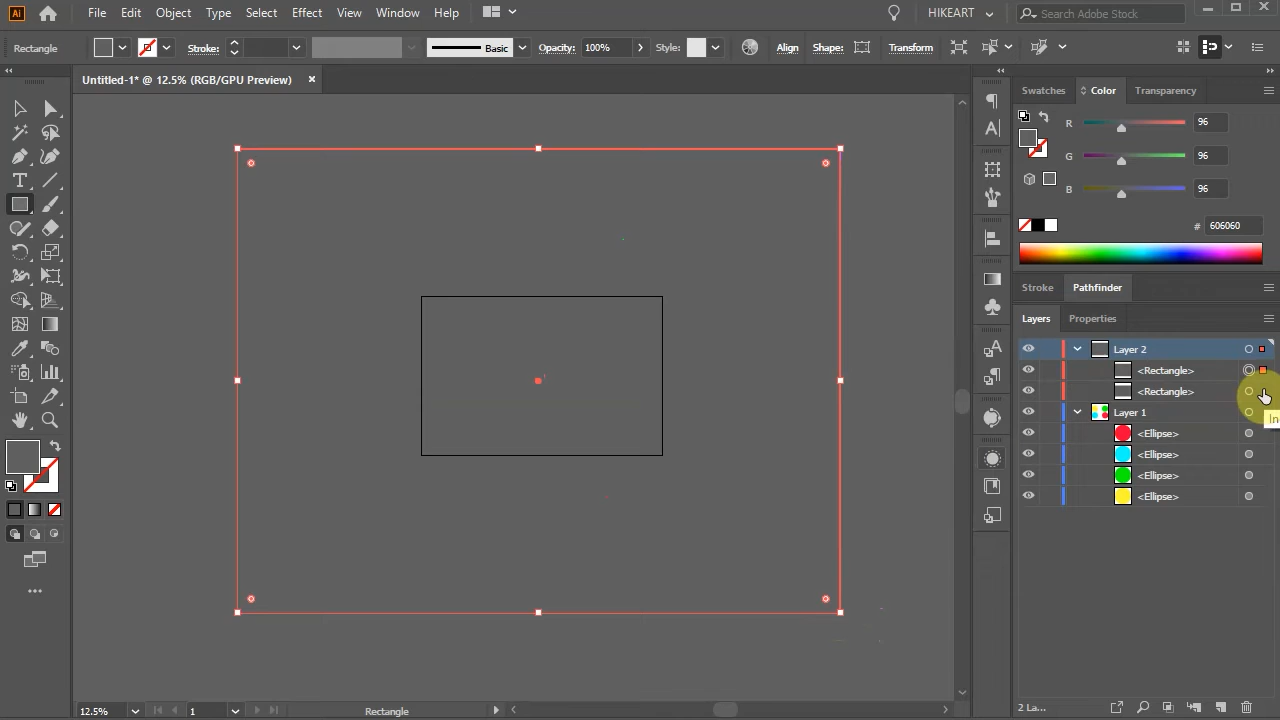 Ai File Edit Object Type Select Effect View Window Help HIKEART Search Adobe Stock
Rectangle Stroke: Basic Opacity: 100% Style: Align Shape: Transform
Untitled-1* @ 12.5% (RGB/GPU Preview)
Swatches Color Transparency
R 96
G 96
B 96
# 606060
Stroke Pathfinder
Layers Properties
Layer 2
<Rectangle>
<Rectangle>
In
Layer 1
<Ellipse>
<Ellipse>
<Ellipse>
<Ellipse>
12.5% 1 Rectangle
2 La...